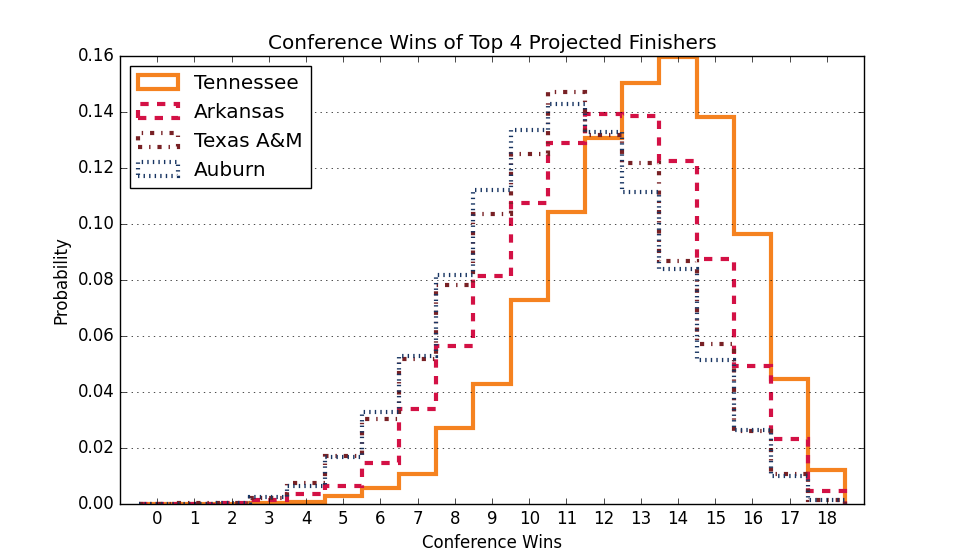 Conference Wins of Top 4 Projected Finishers
0.16
0.14
0.12
0.10
0.08
0.06
0.04
0.02
0.00
Probability
Tennessee
Arkansas
Texas A&M
Auburn
0 1 2 3 4 5 6 7 8 9 10 11 12 13 14 15 16 17 18
Conference Wins